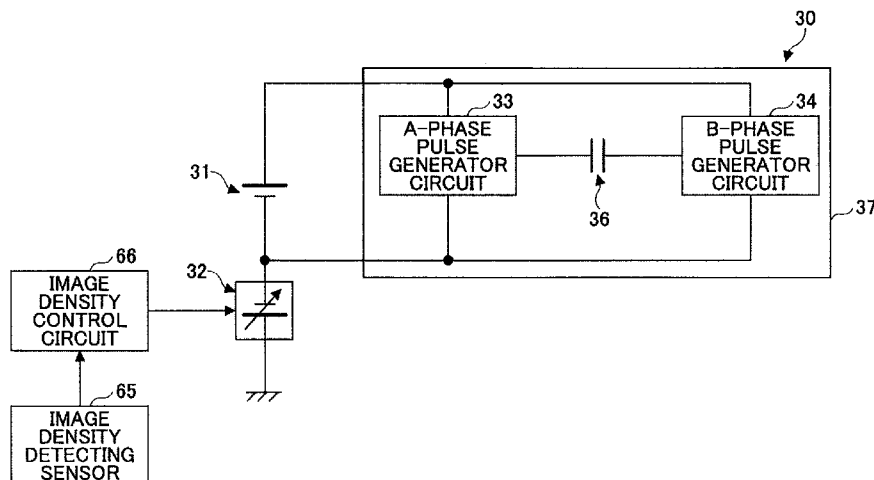 30
33
A-PHASE
PULSE
GENERATOR
CIRCUIT
34
B-PHASE
PULSE
GENERATOR
CIRCUIT
36
37
31
32
66
IMAGE
DENSITY
CONTROL
CIRCUIT
65
IMAGE
DENSITY
DETECTING
SENSOR